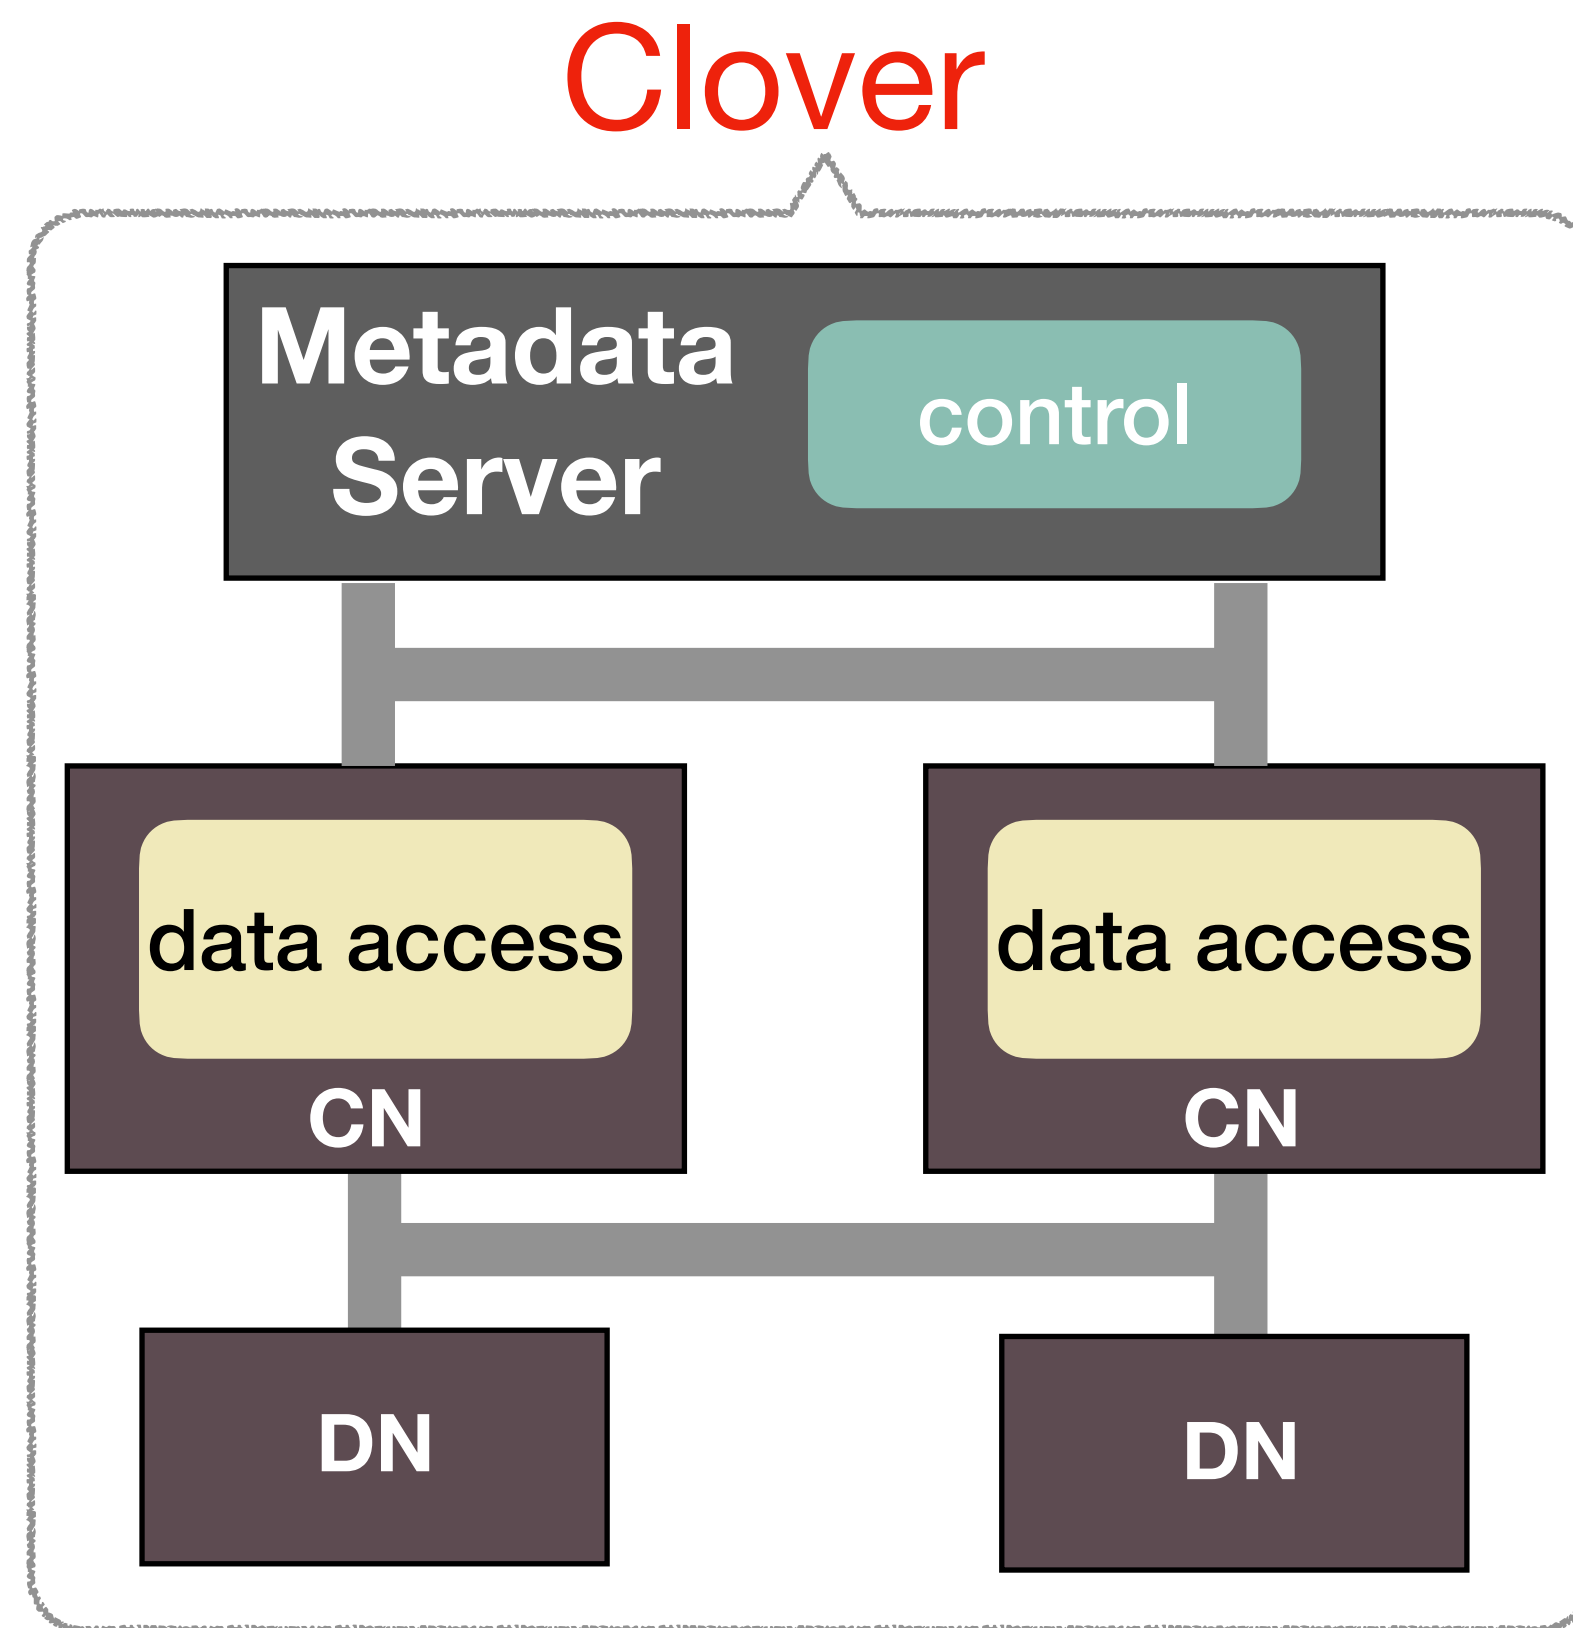 Clover
Metadata
Server
control
data access
data access
CN
CN
DN
DN